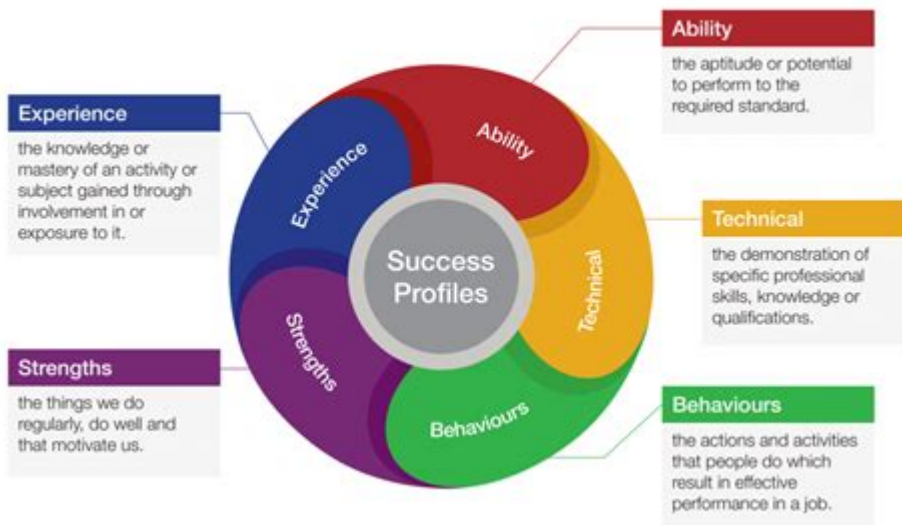 Ability
the aptitude or potential
to perform to the
required standard.
Experience
the knowledge or
mastery of an activity or
subject gained through
involvement in or
exposure to it.
Ability
Experience
Technical
the demonstration of
specific professional
skills, knowledge or
qualifications.
Success
Profiles
Technical
Strengths
Strengths
the things we do
regularly, do well and
that motivate us.
Behaviours
Behaviours
the actions and activities
that people do which
result in effective
performance in a job.